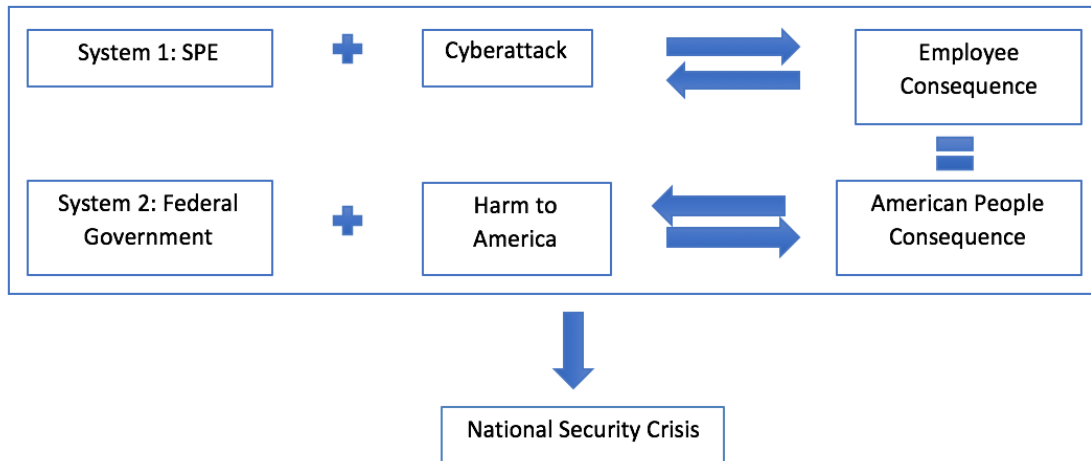 System 1: SPE
Cyberattack
Employee
Consequence
System 2: Federal
Government
Harm to
America
American People
Consequence
National Security Crisis